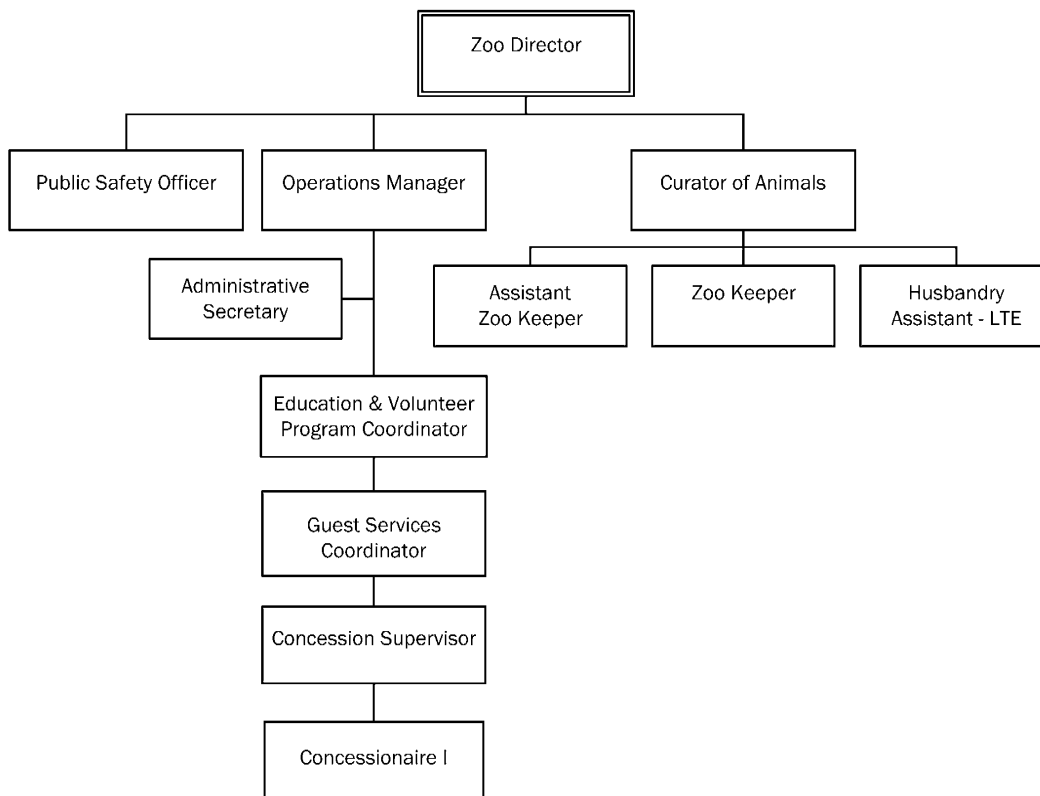 Zoo Director
Public Safety Officer
Operations Manager
Curator of Animals
Administrative
Secretary
Assistant
Zoo Keeper
Zoo Keeper
Husbandry
Assistant - LTE
Education & Volunteer
Program Coordinator
Guest Services
Coordinator
Concession Supervisor
Concessionaire I